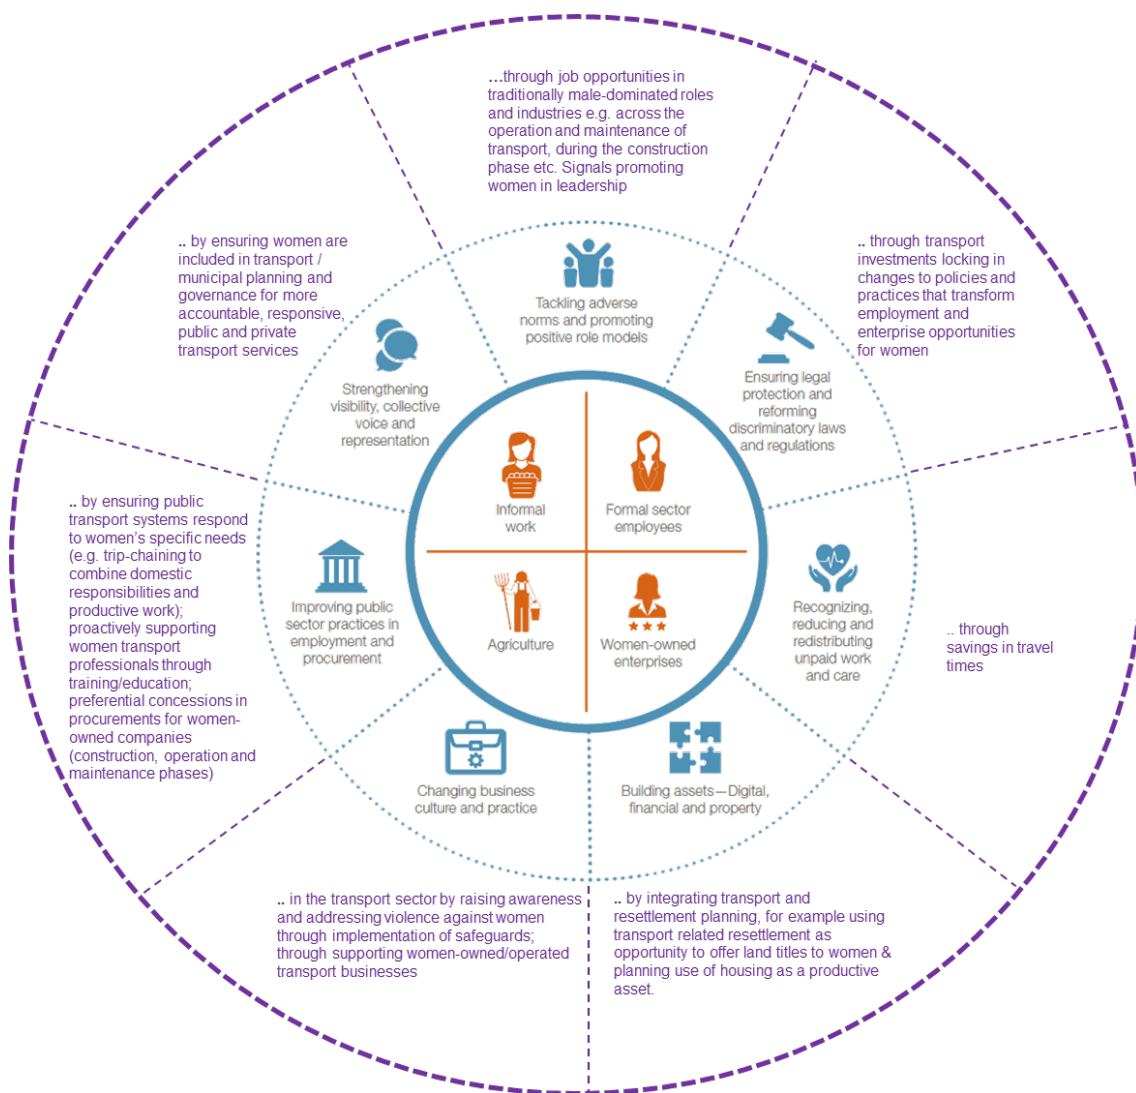 ...through job opportunities in
traditionally male-dominated roles
and industries e.g. across the
operation and maintenance of
transport, during the construction
phase etc. Signals promoting
women in leadership
.. by ensuring women are
included in transport /
municipal planning and
governance for more
accountable, responsive,
public and private
transport services
.. through transport
investments locking in
changes to policies and
practices that transform
employment and
enterprise opportunities
for women
Tackling adverse
norms and promoting
positive role models
Strengthening
visibility, collective
voice and
representation
Ensuring legal
protection and
reforming
discriminatory laws
and regulations
Informal
work
Formal sector
employees
Agriculture
Women-owned
enterprises
.. by ensuring public
transport systems respond
to women's specific needs
(e.g. trip-chaining to
combine domestic
responsibilities and
productive work);
proactively supporting
women transport
professionals through
training/education;
preferential concessions in
procurements for women-
owned companies
(construction, operation and
maintenance phases)
Improving public
sector practices in
employment and
procurement
Recognizing,
reducing and
redistributing
unpaid work
and care
.. through
savings in travel
times
Changing business
culture and practice
Building assets—Digital,
financial and property
.. in the transport sector by raising awareness
and addressing violence against women
through implementation of safeguards;
through supporting women-owned/operated
transport businesses
.. by integrating transport and
resettlement planning, for example using
transport related resettlement as
opportunity to offer land titles to women &
planning use of housing as a productive
asset.